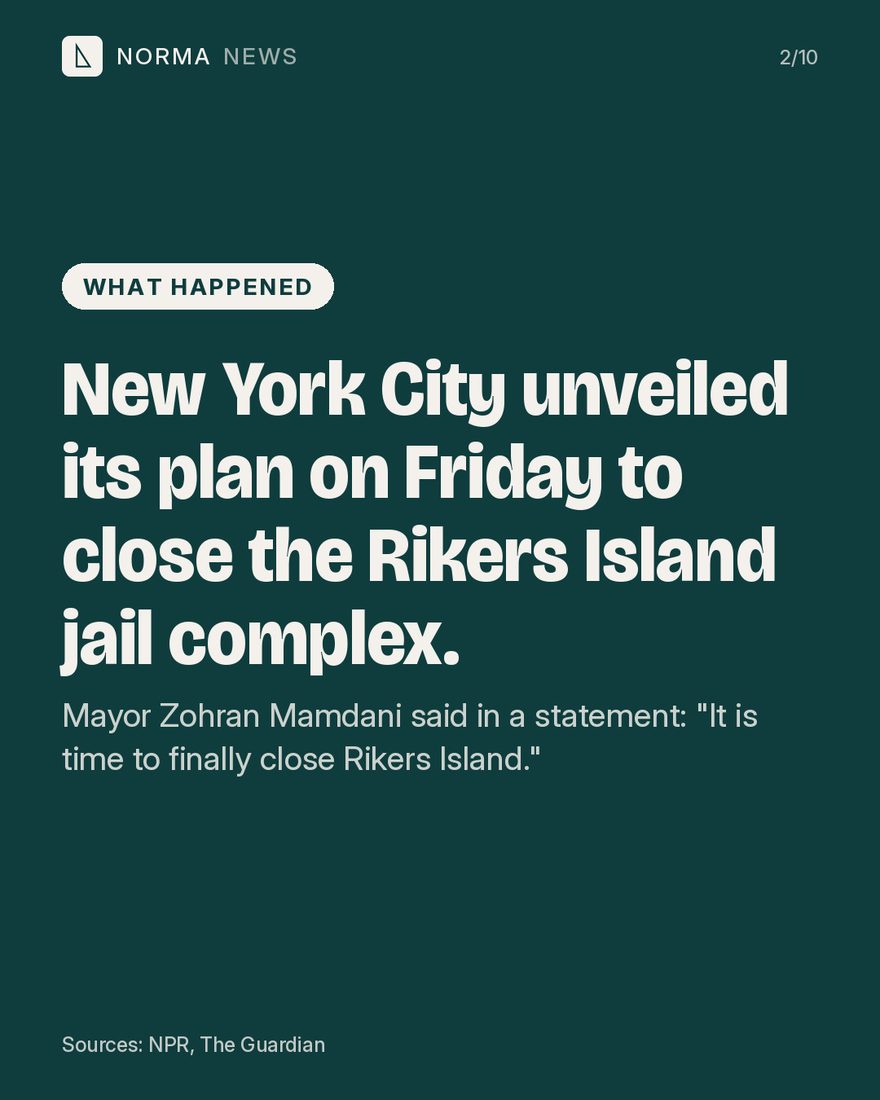 NORMA NEWS
2/10
WHAT HAPPENED
New York City unveiled
its plan on Friday to
close the Rikers Island
jail complex.
Mayor Zohran Mamdani said in a statement: "It is
time to finally close Rikers Island."
Sources: NPR, The Guardian